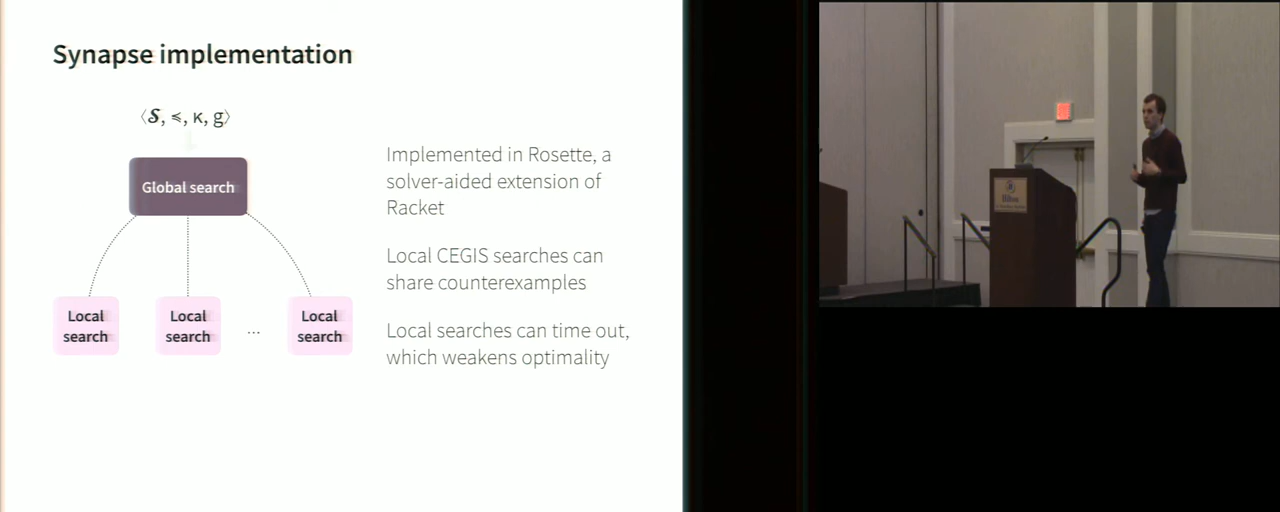 Synapse implementation
⟨𝓢, ≼, κ, g⟩
Global search
Local
search
Local
search
...
Local
search
Implemented in Rosette, a
solver-aided extension of
Racket
Local CEGIS searches can
share counterexamples
Local searches can time out,
which weakens optimality
Hilton